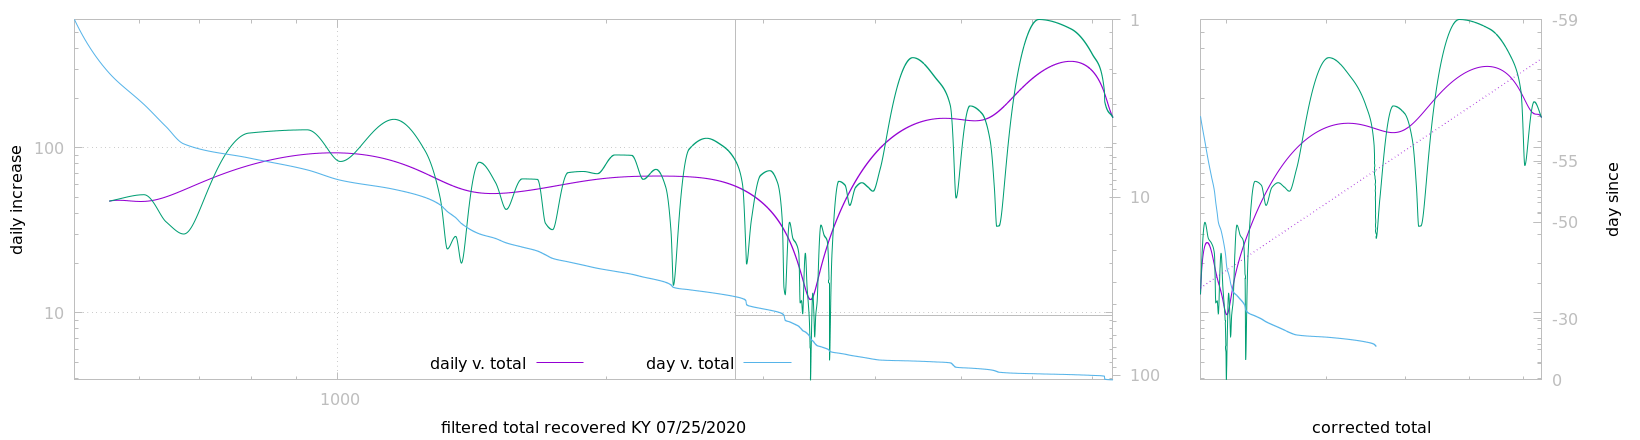 daily increase
100
10
1000
daily v. total
day v. total
filtered total recovered KY 07/25/2020
1
10
100
corrected total
-59
-55
-50
-30
0
day since